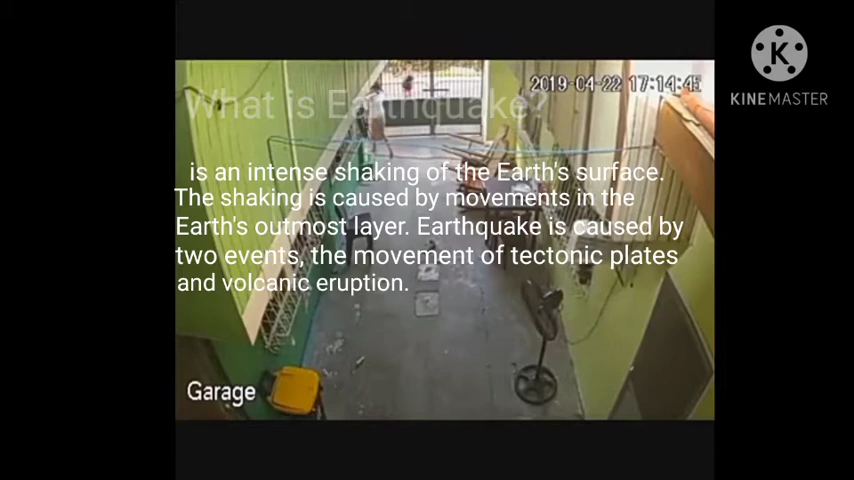 KINEMASTER
2019-04-22 17:14:45
What is Earthquake?
is an intense shaking of the Earth's surface.
The shaking is caused by movements in the
Earth's outmost layer. Earthquake is caused by
two events, the movement of tectonic plates
and volcanic eruption.
Garage